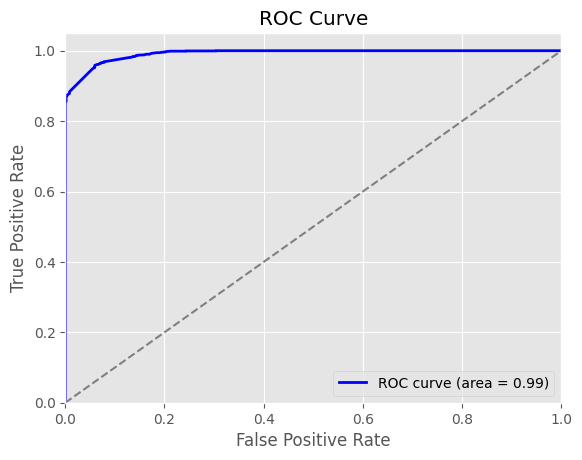 ROC Curve
True Positive Rate
1.0
0.8
0.6
0.4
0.2
0.0
0.0 0.2 0.4 0.6 0.8 1.0
False Positive Rate
ROC curve (area = 0.99)